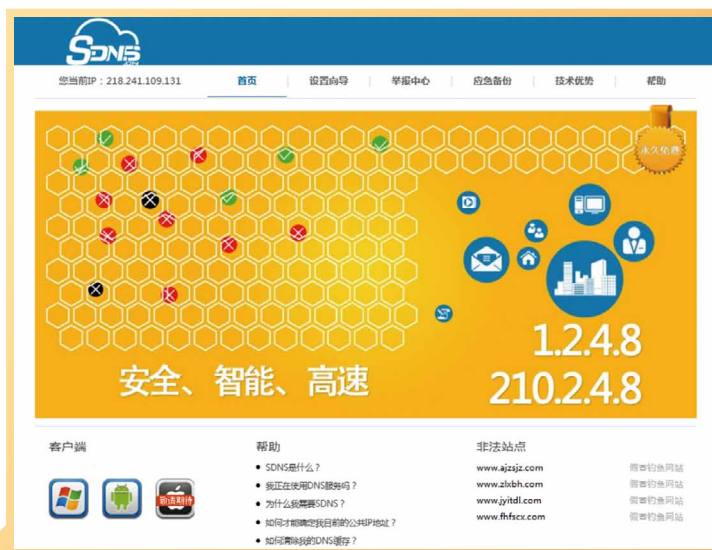 SDNS
.CN
您当前IP：218.241.109.131 首页 设置向导 举报中心 应急备份 技术优势 帮助
永久免费
1.2.4.8
安全、智能、高速 210.2.4.8
客户端 帮助 非法站点
SDNS是什么？ www.ajzsjz.com 假冒钓鱼网站
我正在使用DNS服务吗？ www.zlxbh.com 假冒钓鱼网站
为什么我需要SDNS？ www.jyitdl.com 假冒钓鱼网站
敬请期待
如何才能确定我目前的公共IP地址？ www.fhfscx.com 假冒钓鱼网站
如何清除我的DNS缓存？